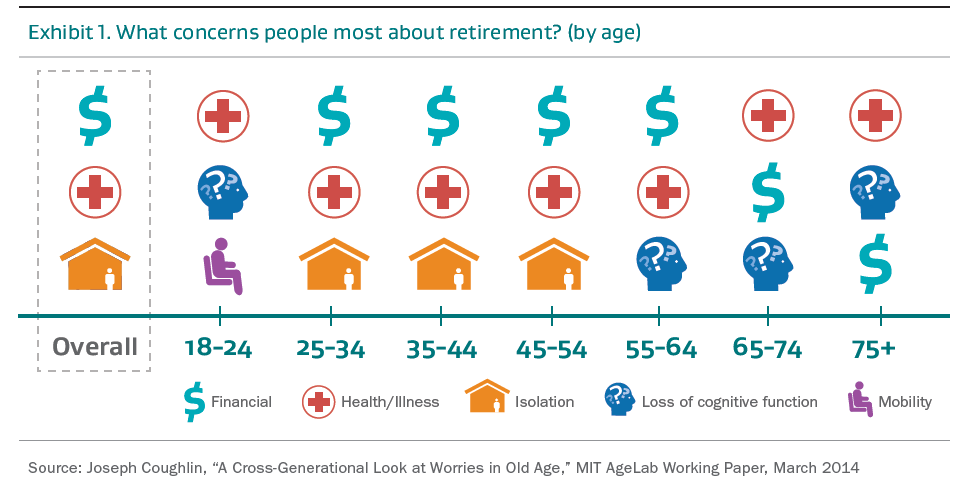 Exhibit 1. What concerns people most about retirement? (by age)
$ $ $ $ $
? ? ? $ ? ? ?
? ? ? ? ? ? $
Overall 18–24 25–34 35–44 45–54 55–64 65–74 75+
$ Financial Health/Illness Isolation ? ? ? Loss of cognitive function Mobility
Source: Joseph Coughlin, “A Cross-Generational Look at Worries in Old Age,” MIT AgeLab Working Paper, March 2014